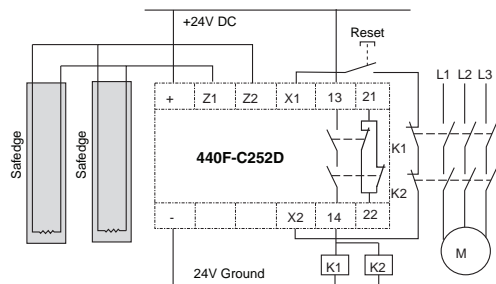 +24V DC
Reset
L1 L2 L3
+ Z1 Z2 X1 13 21
Safedge
Safedge
440F-C252D
K1
K2
- X2 14 22
24V Ground
K1 K2
M